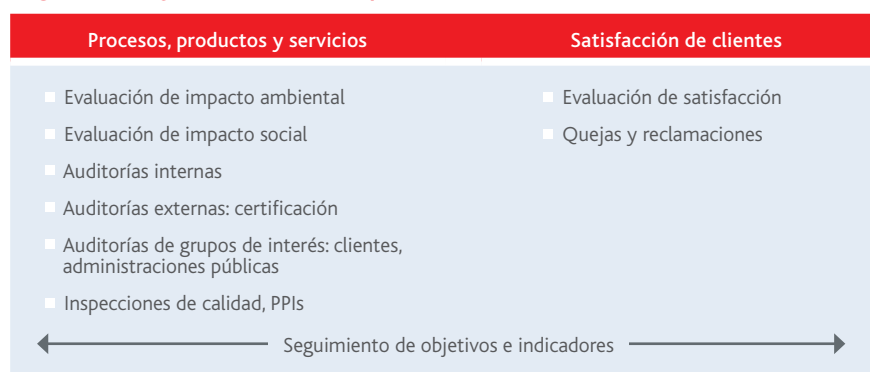 Procesos, productos y servicios
Satisfacción de clientes
Evaluación de impacto ambiental
Evaluación de impacto social
Auditorías internas
Auditorías externas: certificación
Auditorías de grupos de interés: clientes,
administraciones públicas
Inspecciones de calidad, PPIs
Evaluación de satisfacción
Quejas y reclamaciones
Seguimiento de objetivos e indicadores